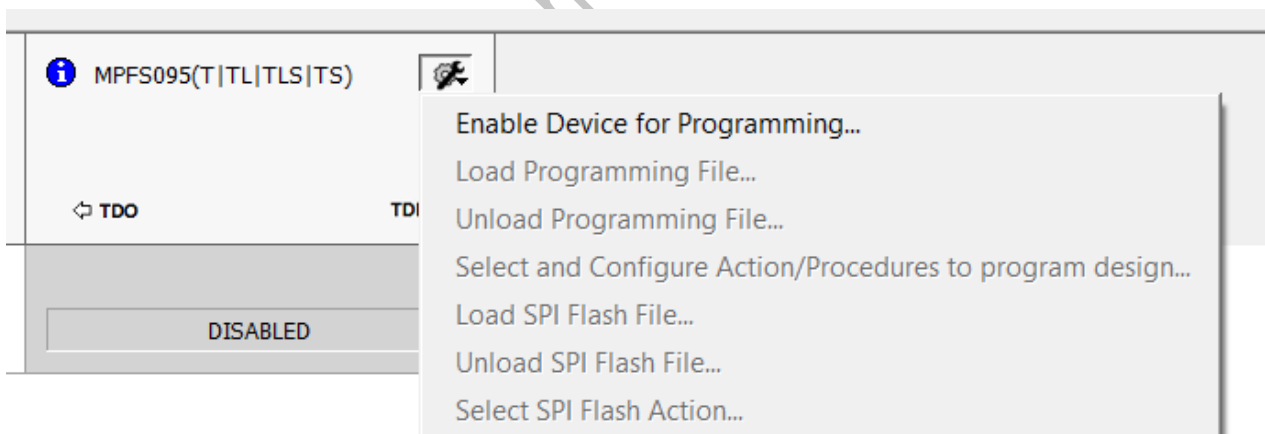 MPFS095(T|TL|TLS|TS)
Enable Device for Programming...
Load Programming File...
TDO
Unload Programming File...
Select and Configure Action/Procedures to program design...
Load SPI Flash File...
DISABLED
Unload SPI Flash File...
Select SPI Flash Action...